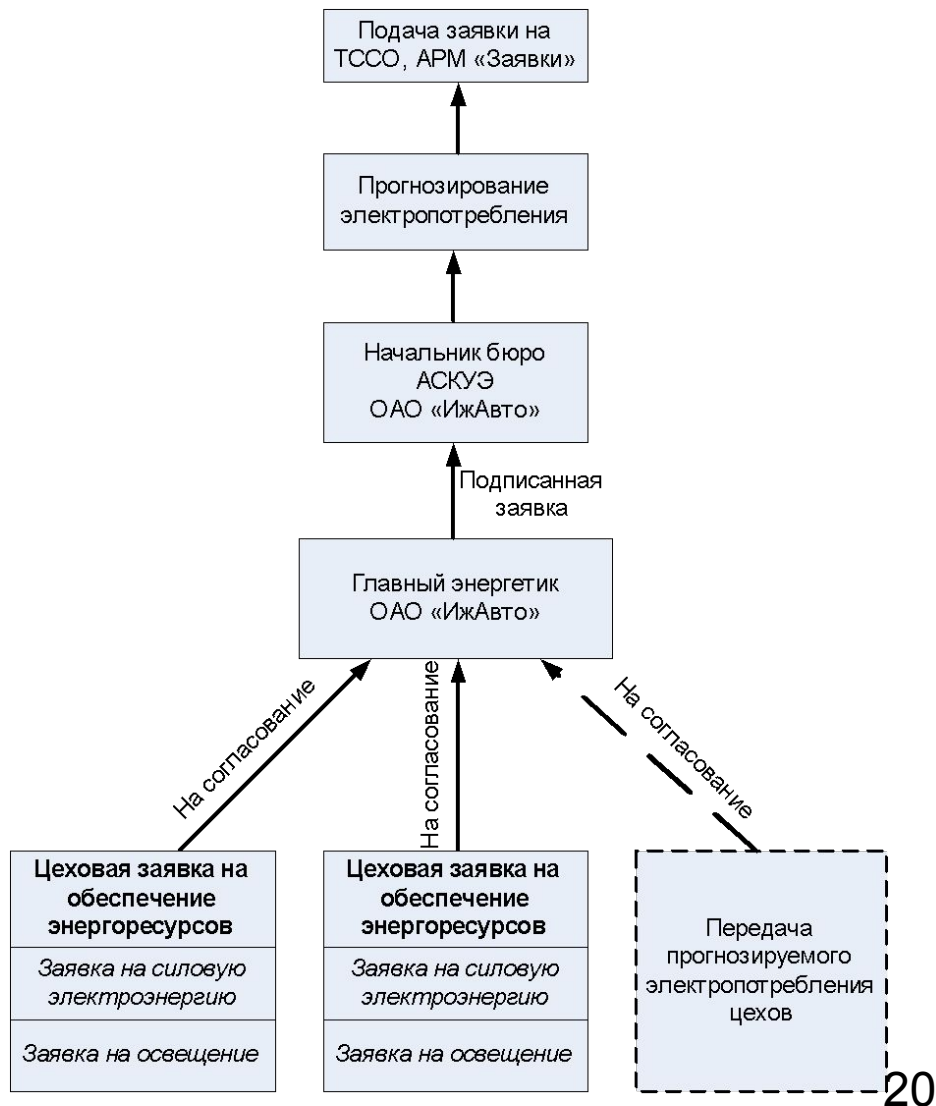 Подача заявки на
ТССО, АРМ «Заявки»
Прогнозирование
электропотребления
Начальник бюро
АСКУЭ
ОАО «ИжАвто»
Подписанная
заявка
Главный энергетик
ОАО «ИжАвто»
На согласование
На согласование
На согласование
Цеховая заявка на
обеспечение
энергоресурсов
Заявка на силовую
электроэнергию
Заявка на освещение
Цеховая заявка на
обеспечение
энергоресурсов
Заявка на силовую
электроэнергию
Заявка на освещение
Передача
прогнозируемого
электропотребления
цехов
20